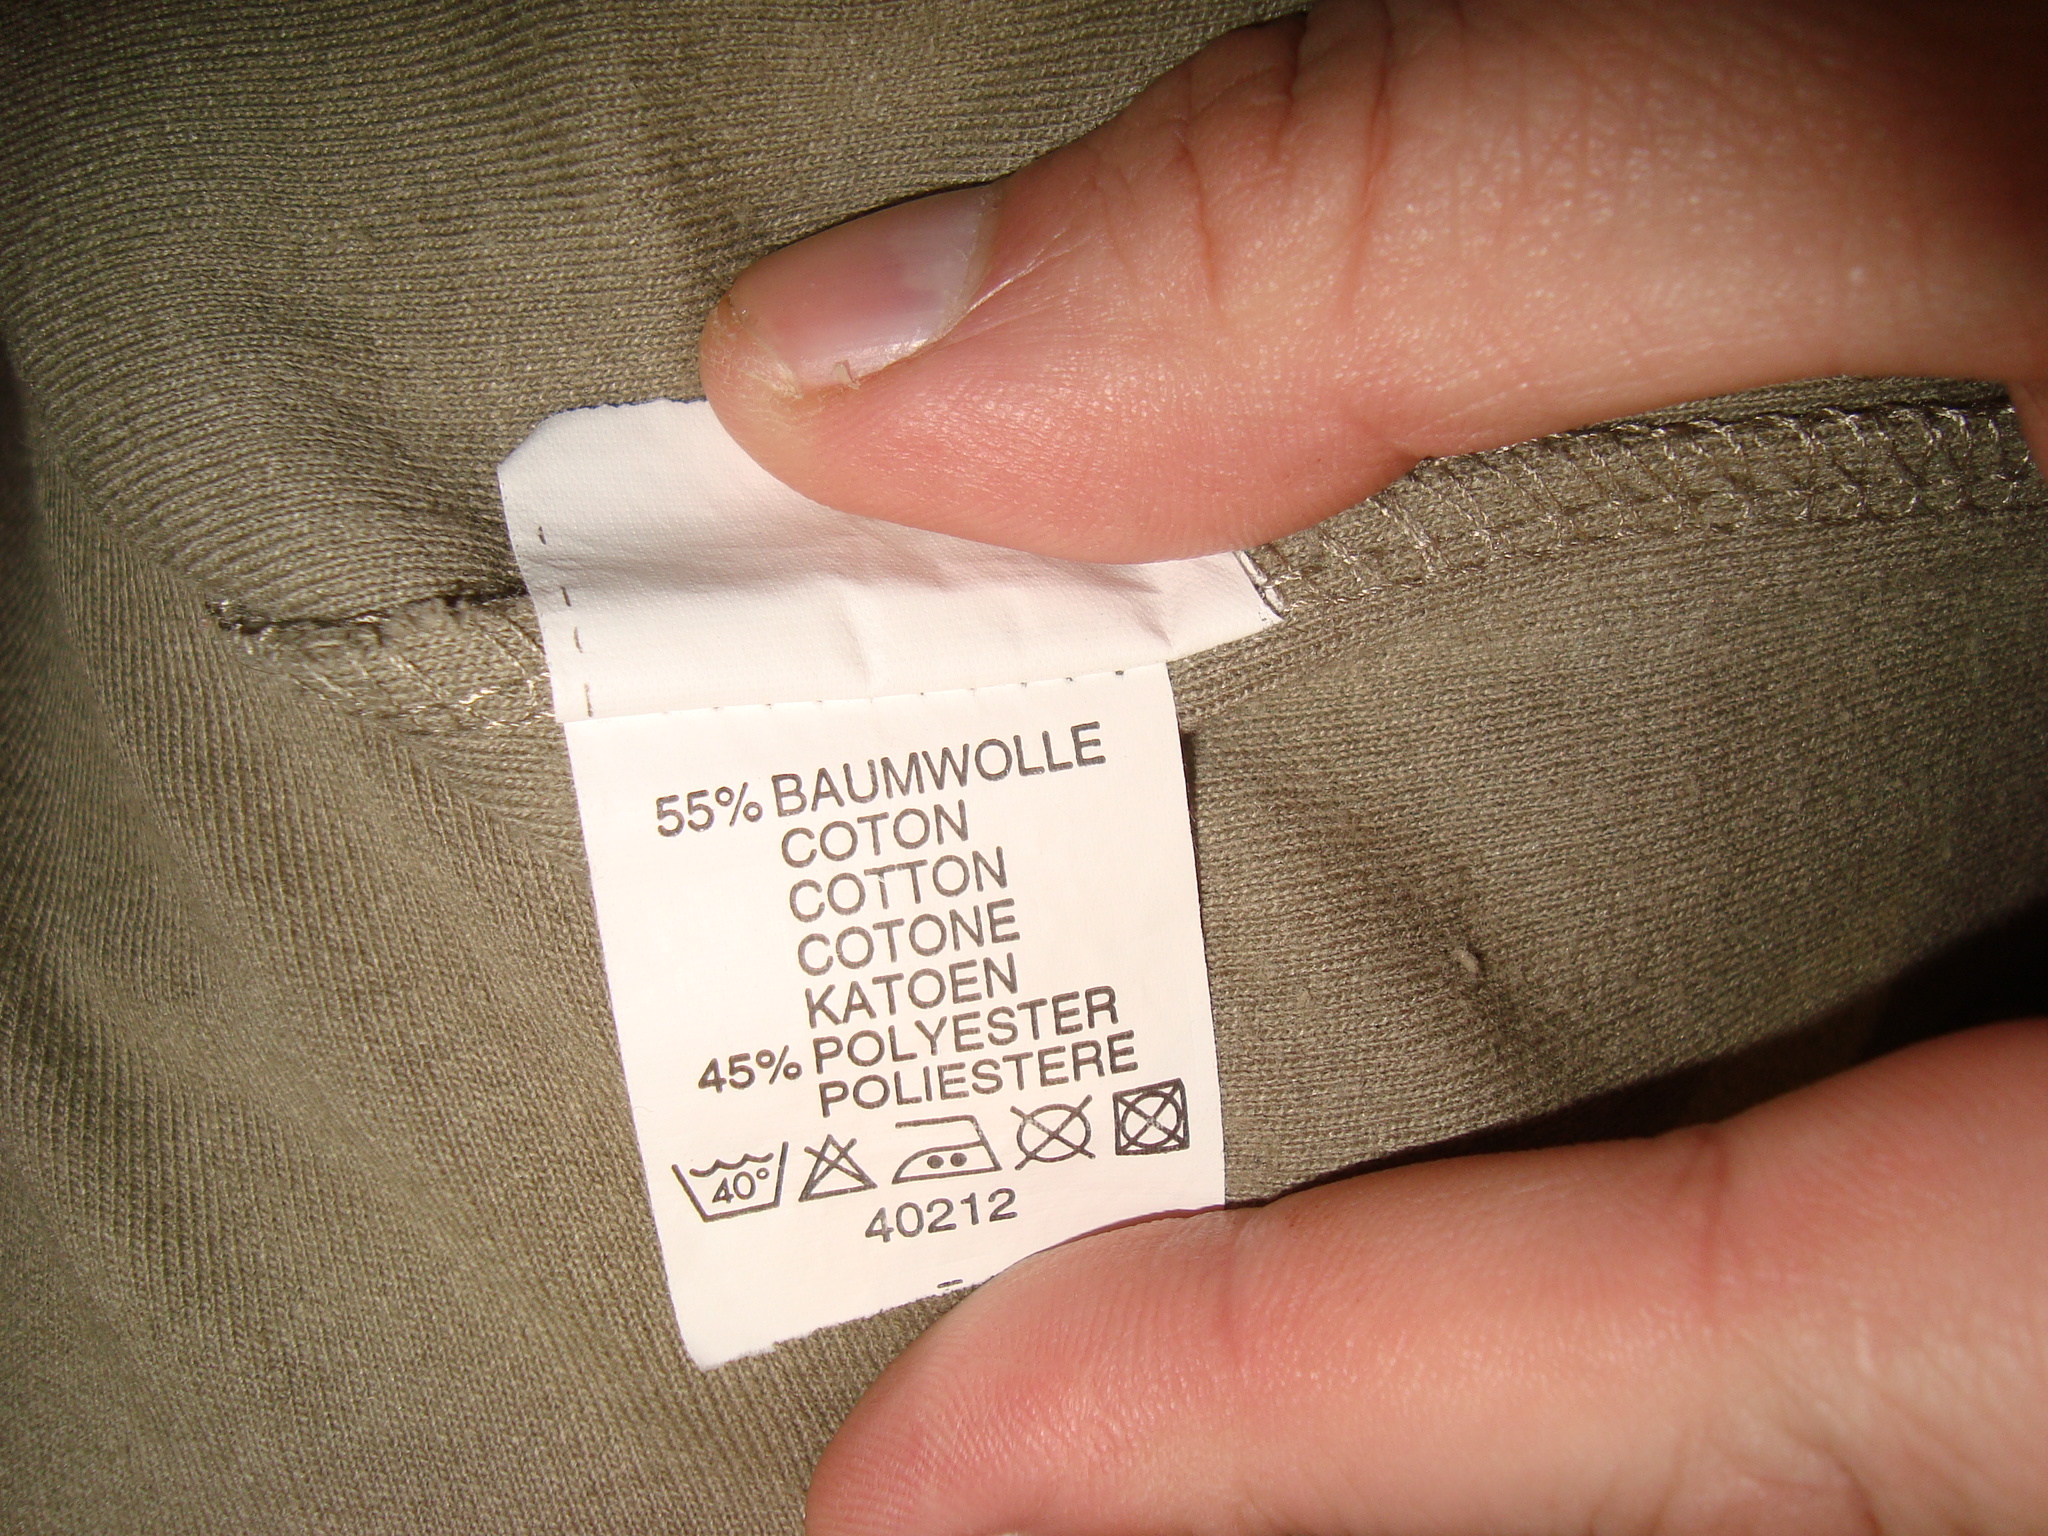 55% BAUMWOLLE
COTON
COTTON
COTONE
KATOEN
45% POLYESTER
POLIESTERE
40°
40212